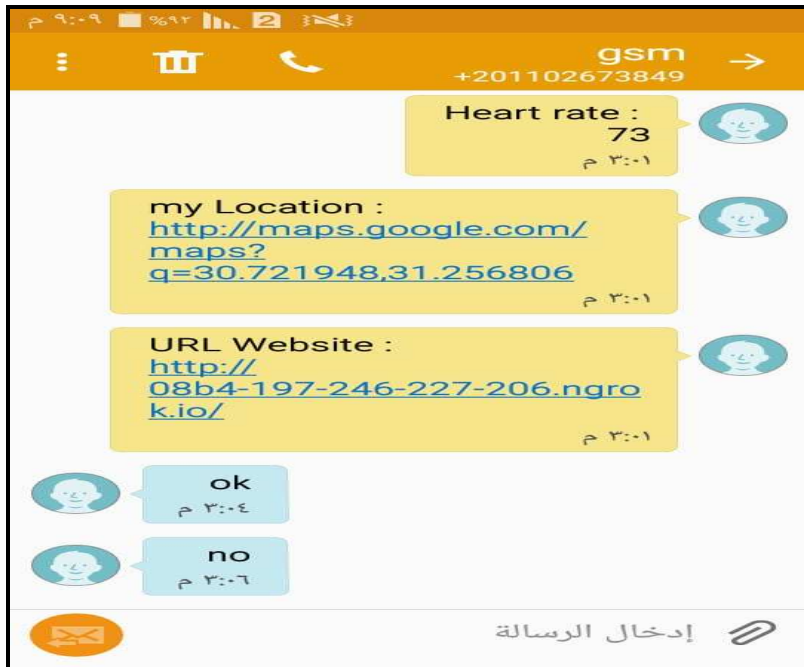 م ٩:٠٩ %٩٢ 2
gsm
+201102673849
Heart rate :
73
م ٣:٠١
my Location :
http://maps.google.com/
maps?
q=30.721948,31.256806
م ٣:٠١
URL Website :
http://
08b4-197-246-227-206.ngro
k.io/
م ٣:٠١
ok
م ٣:٠٤
no
م ٣:٠٦
إدخال الرسالة